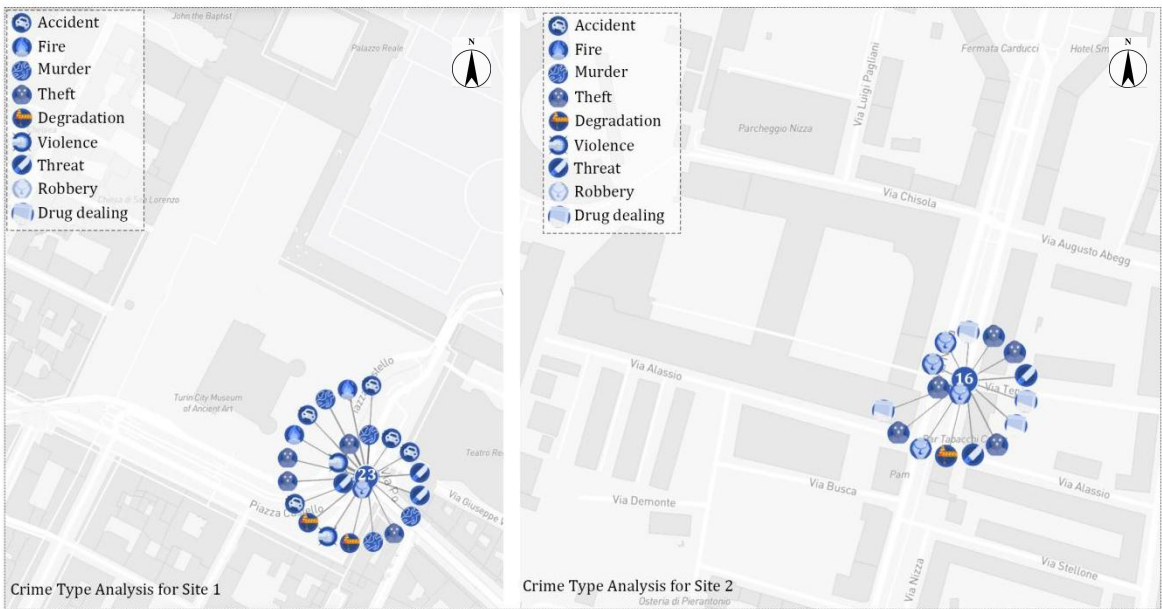 Accident
Fire
Murder
Theft
Degradation
Violence
Threat
Robbery
Drug dealing
John the Baptist
Palazzo Reale
N
Chiesa di San Lorenzo
Turin City Museum
of Ancient Art
Piazza Castello
Teatro Re
Via Giuseppe V
23
Crime Type Analysis for Site 1
Accident
Fire
Murder
Theft
Degradation
Violence
Threat
Robbery
Drug dealing
Via Luigi Pagliani
Fermata Carducci
Hotel Sm
N
Parcheggio Nizza
Via Chisola
Via Augusto Abegg
Via Alassio
16
Via Te
Bar Tabacchi C
Pam
Via Alassio
Via Busca
Via Demonte
Via Stellone
Via Nizza
Osteria di Pierantonio
Crime Type Analysis for Site 2